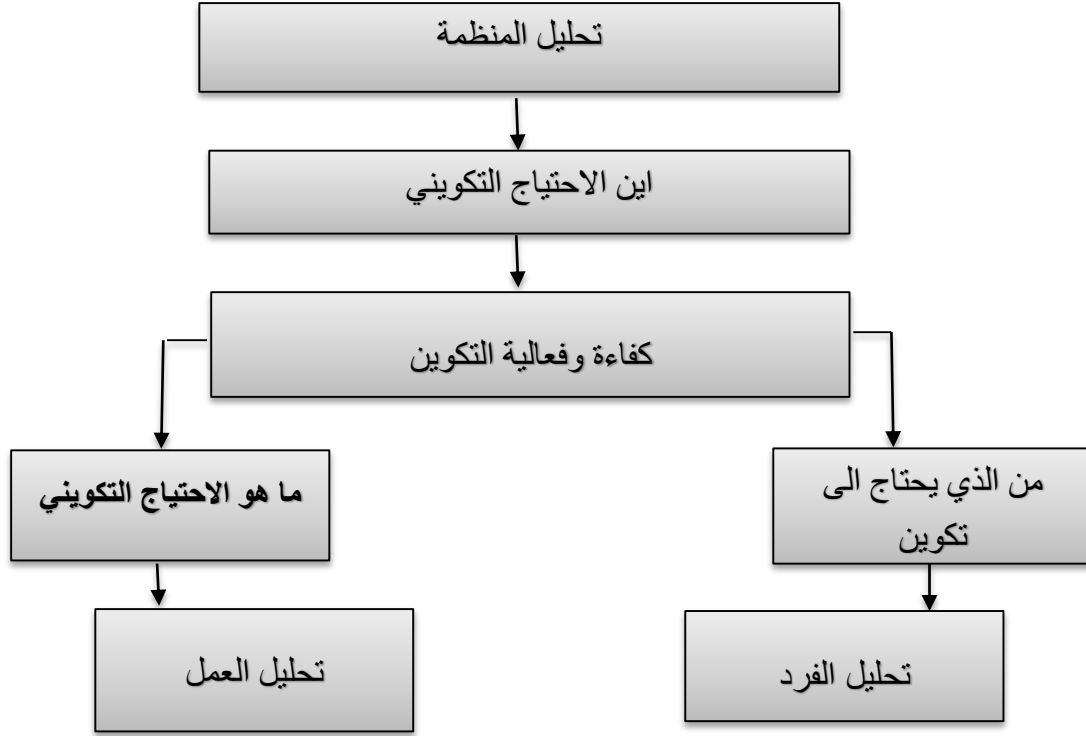 تحليل المنظمة
اين الاحتياج التكويني
كفاءة وفعالية التكوين
من الذي يحتاج الى
تكوين
ما هو الاحتياج التكويني
تحليل الفرد
تحليل العمل